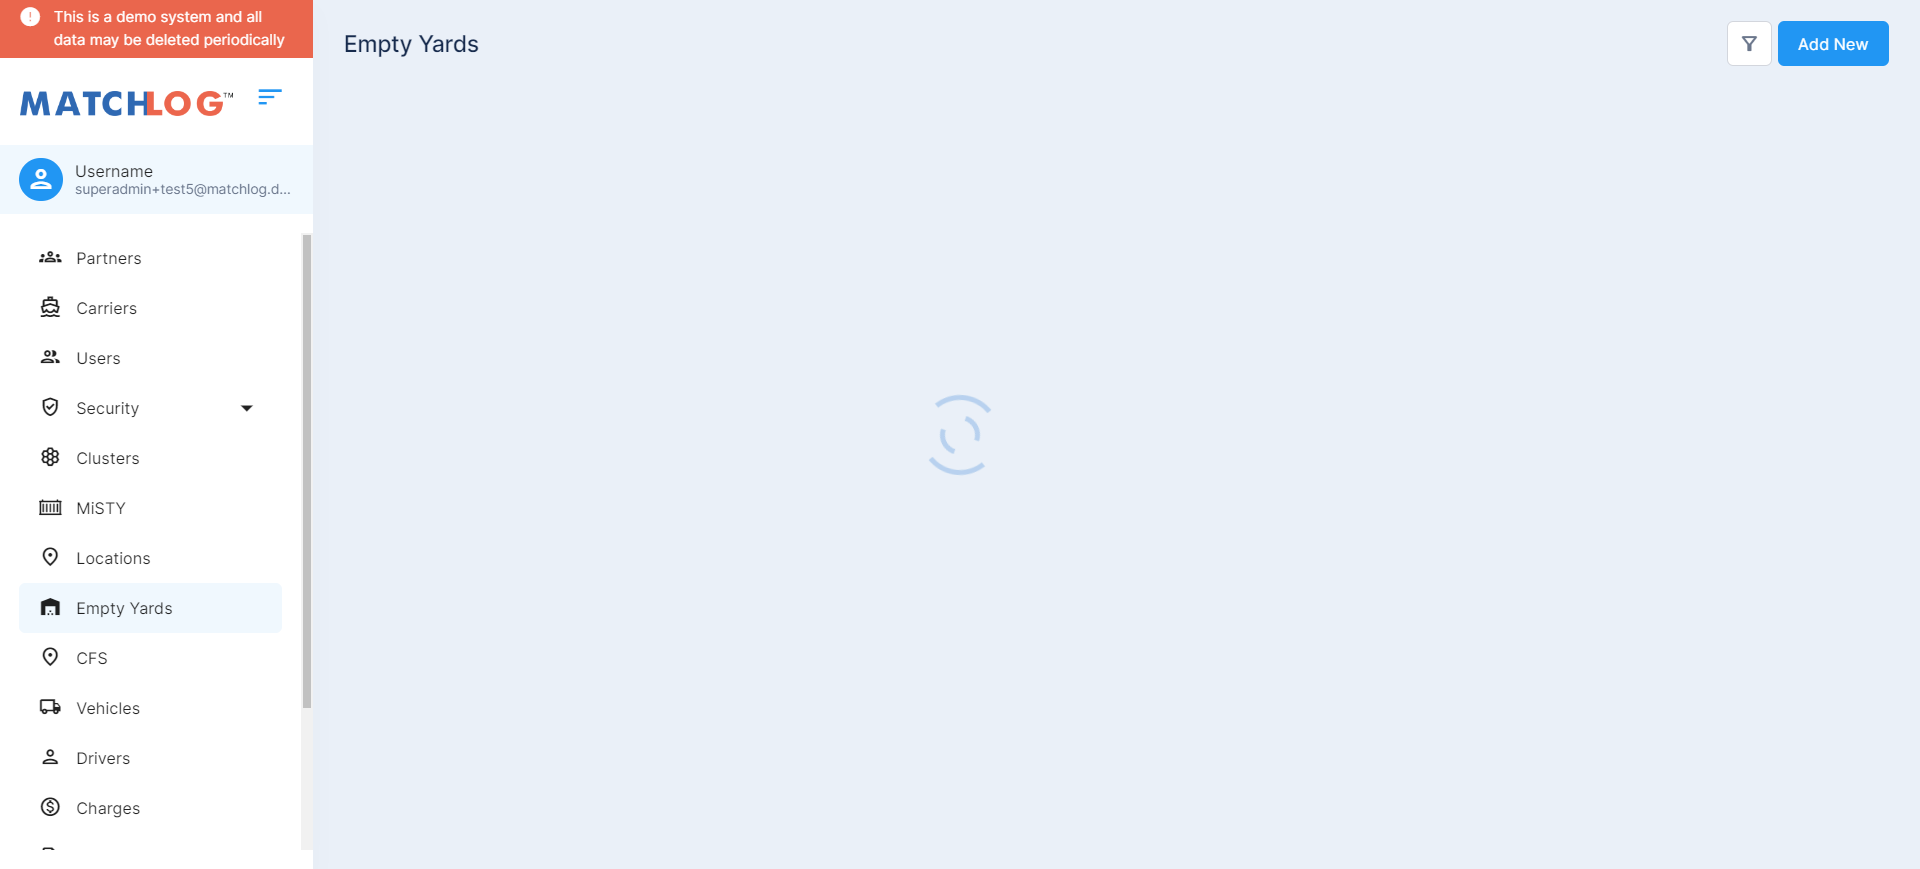 This is a demo system and all
data may be deleted periodically
MATCHLOG™
Username
superadmin+test5@matchlog.d...
Partners
Carriers
Users
Security
Clusters
MiSTY
Locations
Empty Yards
CFS
Vehicles
Drivers
Charges
Empty Yards
Add New